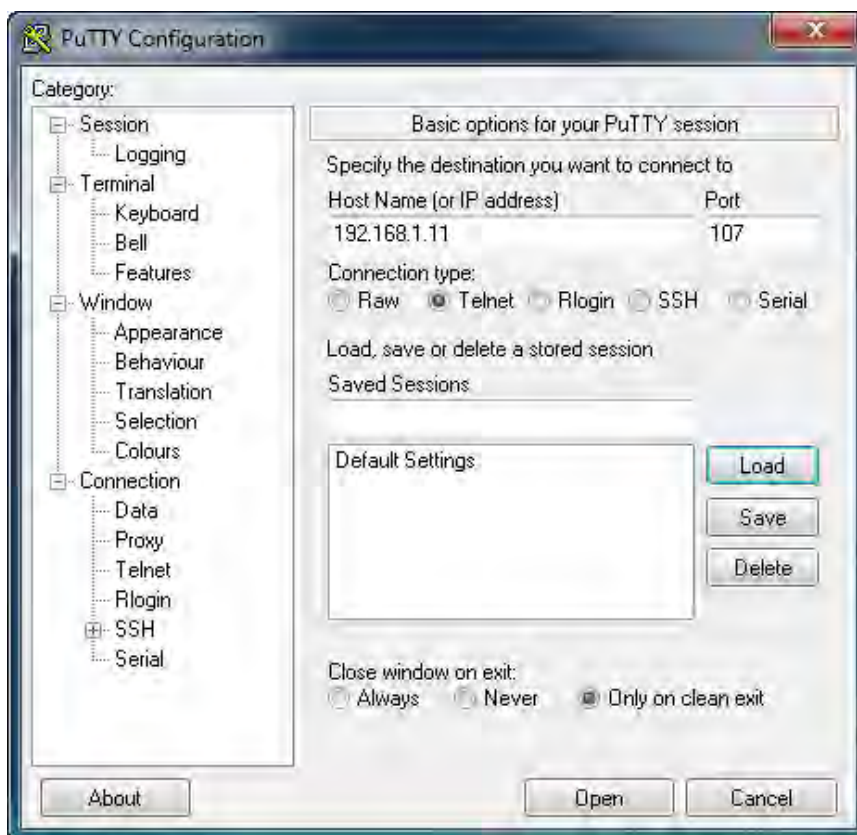 PuTTY Configuration
Category:
Session
Logging
Terminal
Keyboard
Bell
Features
Window
Appearance
Behaviour
Translation
Selection
Colours
Connection
Data
Proxy
Telnet
Rlogin
SSH
Serial
Basic options for your PuTTY session
Specify the destination you want to connect to
Host Name (or IP address) Port
192.168.1.11 107
Connection type:
Raw Telnet Rlogin SSH Serial
Load, save or delete a stored session
Saved Sessions
Default Settings
Load
Save
Delete
Close window on exit:
Always Never Only on clean exit
About Open Cancel